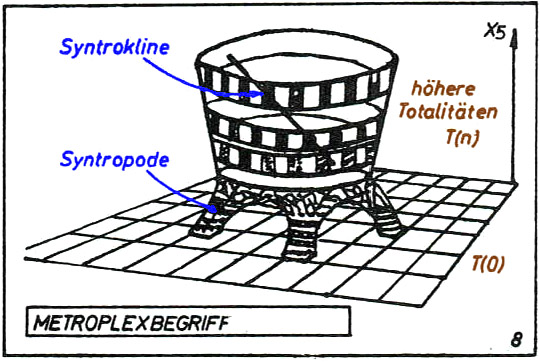 Syntrokline
X5
höhere
Totalitäten
T(n)
Syntropode
T(0)
METROPLEXBEGRIFF
8